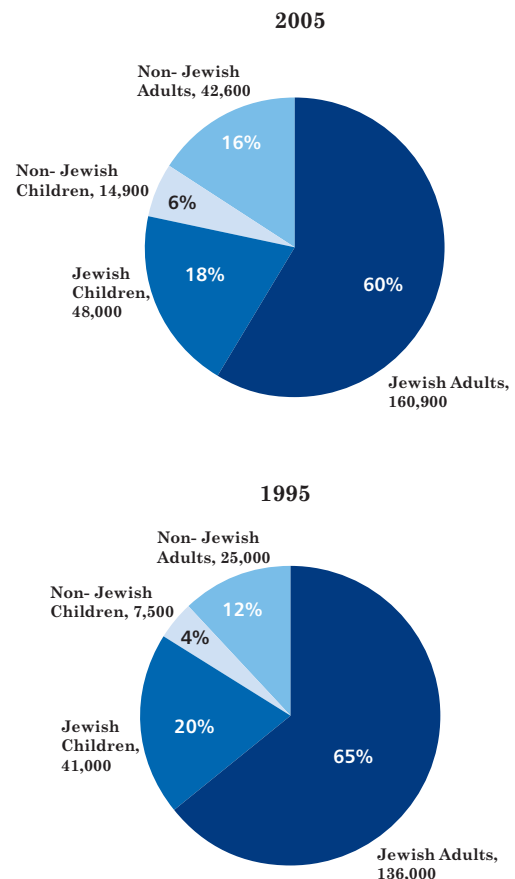 2005
Non- Jewish
Adults, 42,600
16%
Non- Jewish
Children, 14,900
6%
Jewish
Children,
48,000
18%
60%
Jewish Adults,
160,900
1995
Non- Jewish
Adults, 25,000
Non- Jewish
Children, 7,500
12%
4%
Jewish
Children,
41,000
20%
65%
Jewish Adults,
136,000